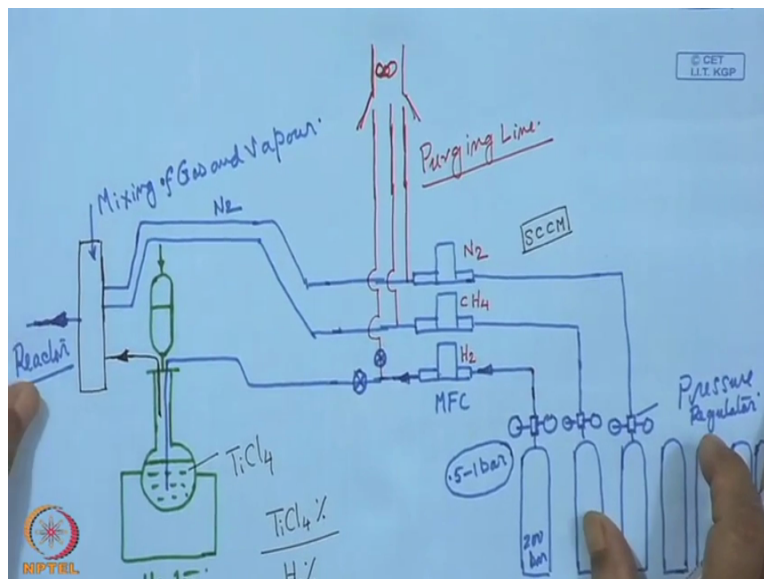 © CET
I.I.T. KGP
Mixing of Gas and Vapour.
N2
Purging Line.
SCCM
N2
CH4
H2
MFC
Reactor
Pressure
Regulator.
.5-1bar
TiCl4
200
bar
TiCl4 %
H %
NPTEL